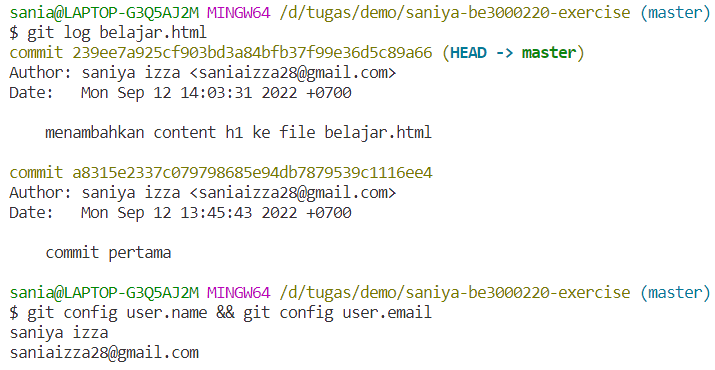 sania@LAPTOP-G3Q5AJ2M MINGW64 /d/tugas/demo/saniya-be3000220-exercise (master)
$ git log belajar.html
commit 239ee7a925cf903bd3a84bfb37f99e36d5c89a66 (HEAD -> master)
Author: saniya izza <saniaizza28@gmail.com>
Date:   Mon Sep 12 14:03:31 2022 +0700

    menambahkan content h1 ke file belajar.html

commit a8315e2337c079798685e94db7879539c1116ee4
Author: saniya izza <saniaizza28@gmail.com>
Date:   Mon Sep 12 13:45:43 2022 +0700

    commit pertama

sania@LAPTOP-G3Q5AJ2M MINGW64 /d/tugas/demo/saniya-be3000220-exercise (master)
$ git config user.name && git config user.email
saniya izza
saniaizza28@gmail.com